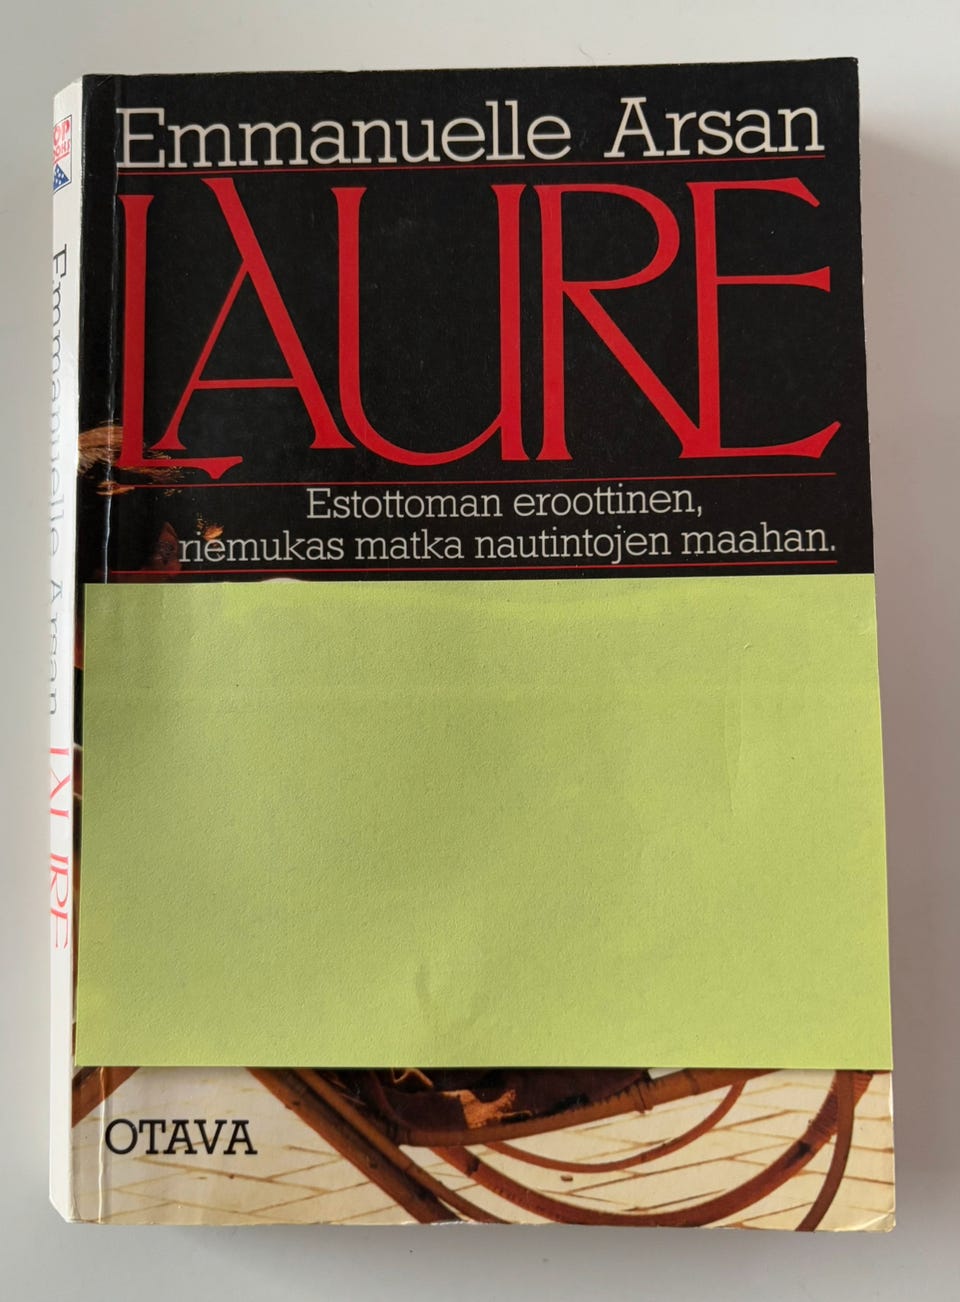 Emmanuelle Arsan
LAURE
Estottoman eroottinen,
riemukas matka nautintojen maahan.
OTAVA
Emmanuelle Arsan LAURE